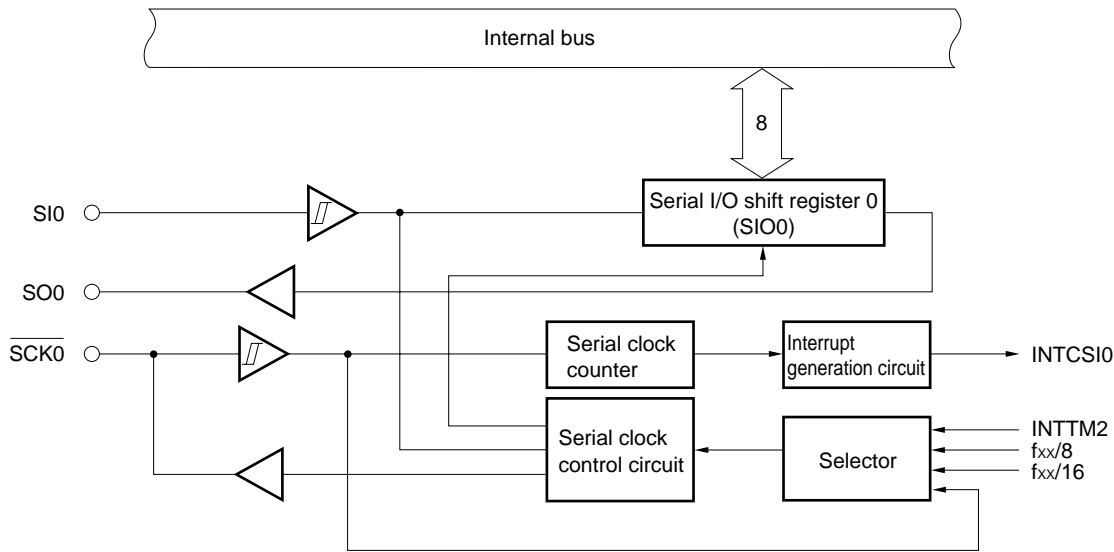 Internal bus
8
SI0
Serial I/O shift register 0
(SIO0)
SO0
SCK0
Serial clock
counter
Interrupt
generation circuit
INTCSI0
Serial clock
control circuit
Selector
INTTM2
fxx/8
fxx/16